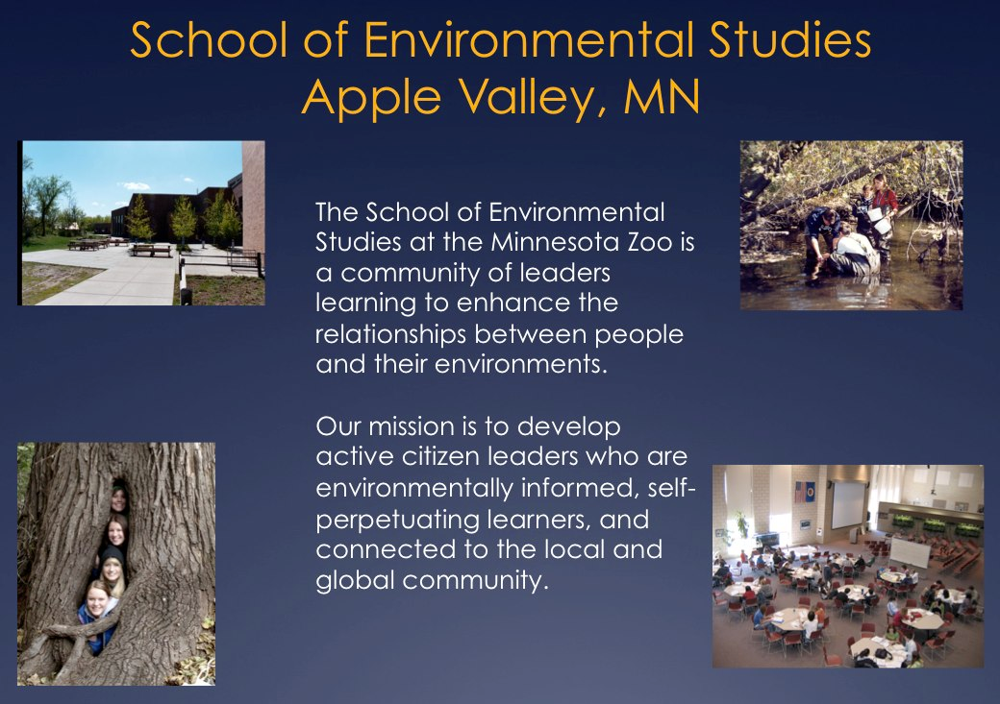 School of Environmental Studies
Apple Valley, MN
The School of Environmental
Studies at the Minnesota Zoo is
a community of leaders
learning to enhance the
relationships between people
and their environments.
Our mission is to develop
active citizen leaders who are
environmentally informed, self-
perpetuating learners, and
connected to the local and
global community.